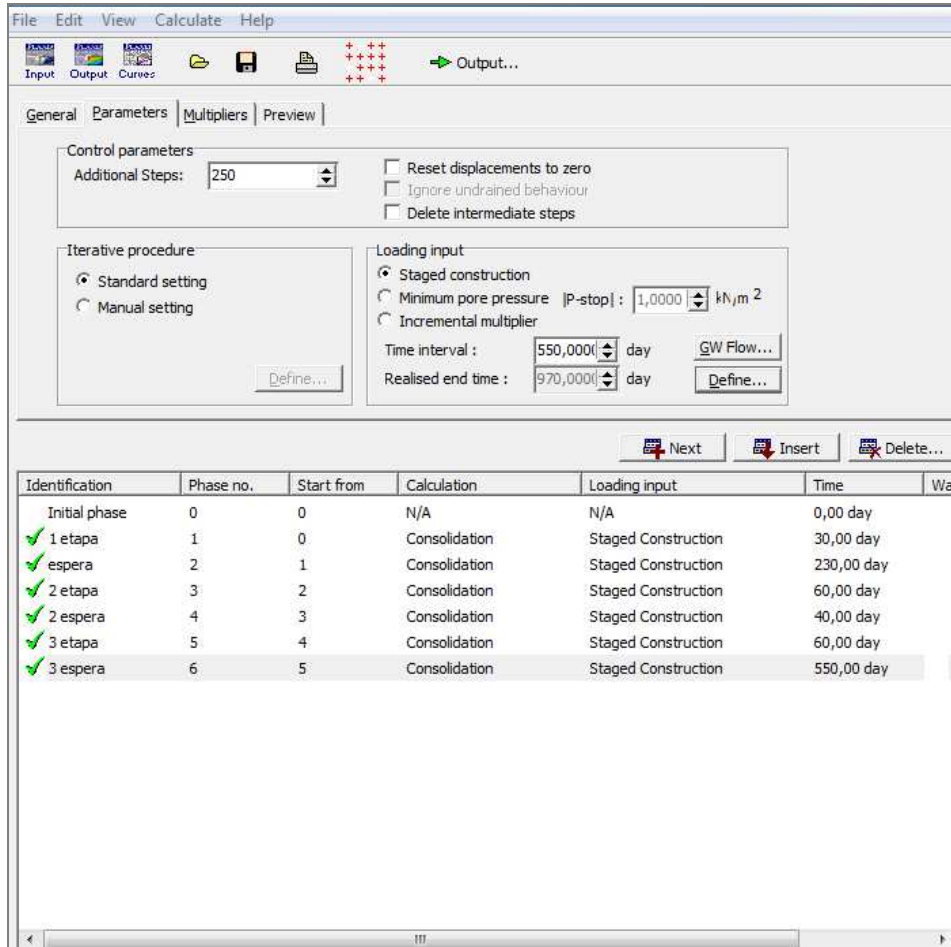 File Edit View Calculate Help
Input Output Curves Output...
General Parameters Multipliers Preview
Control parameters
Additional Steps: 250
Reset displacements to zero
Ignore undrained behaviour
Delete intermediate steps
Iterative procedure
Standard setting
Manual setting
Define...
Loading input
Staged construction
Minimum pore pressure |P-stop| : 1,0000 kN/m 2
Incremental multiplier
Time interval : 550,000 day GW Flow...
Realised end time : 970,000 day Define...
Next Insert Delete...
Identification Phase no. Start from Calculation Loading input Time Wa
Initial phase 0 0 N/A N/A 0,00 day
1 etapa 1 0 Consolidation Staged Construction 30,00 day
espera 2 1 Consolidation Staged Construction 230,00 day
2 etapa 3 2 Consolidation Staged Construction 60,00 day
2 espera 4 3 Consolidation Staged Construction 40,00 day
3 etapa 5 4 Consolidation Staged Construction 60,00 day
3 espera 6 5 Consolidation Staged Construction 550,00 day